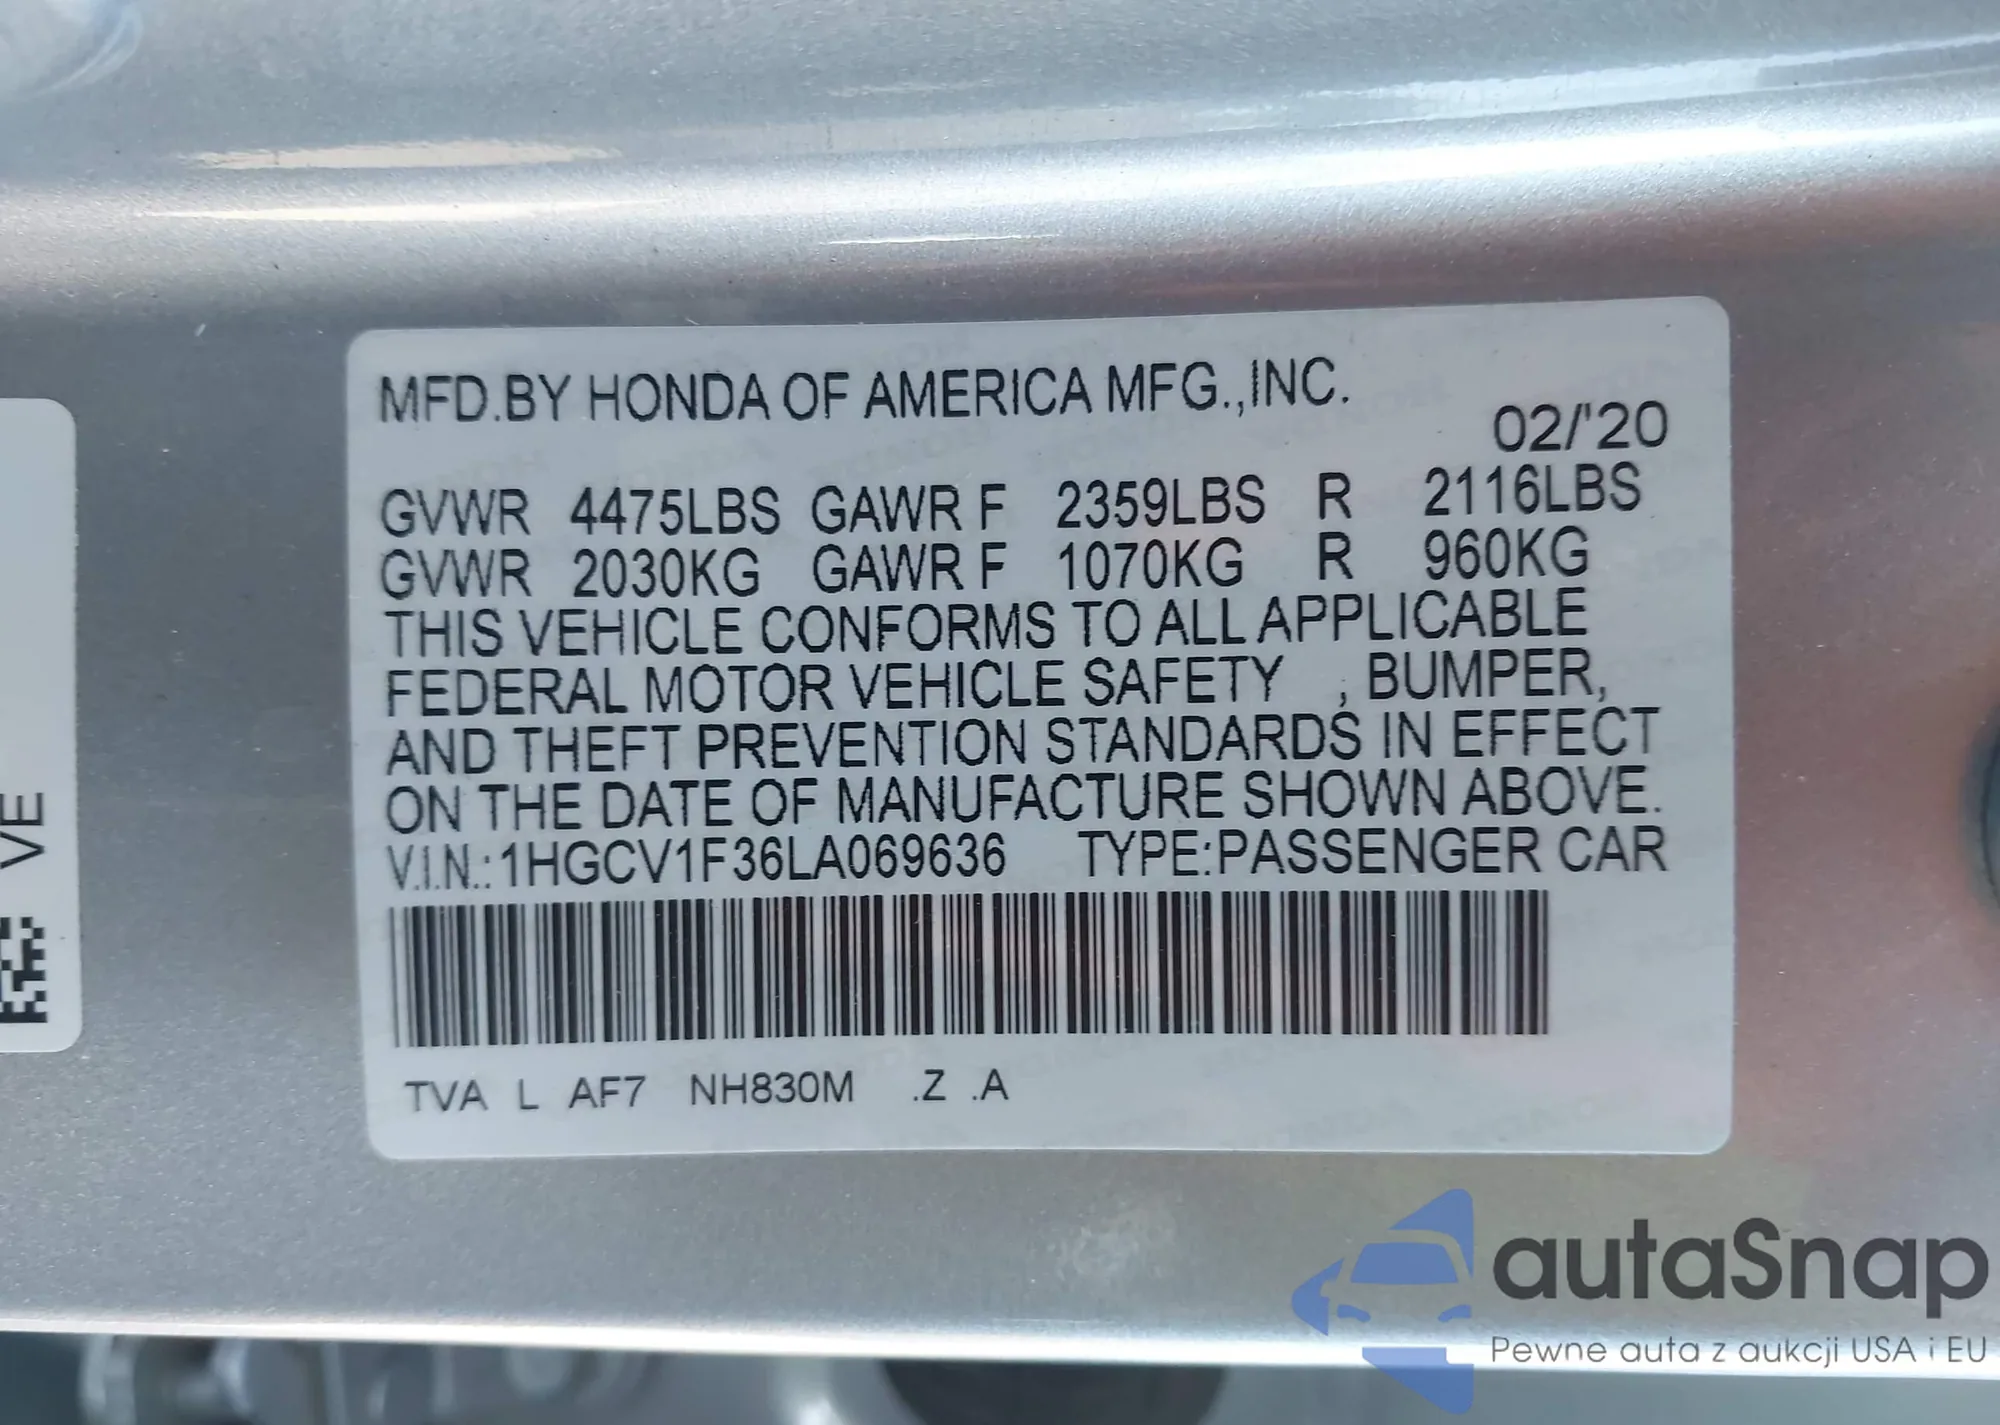 MFD.BY HONDA OF AMERICA MFG.,INC.
02/'20
GVWR 4475LBS GAWR F 2359LBS R 2116LBS
GVWR 2030KG GAWR F 1070KG R 960KG
THIS VEHICLE CONFORMS TO ALL APPLICABLE
FEDERAL MOTOR VEHICLE SAFETY , BUMPER,
AND THEFT PREVENTION STANDARDS IN EFFECT
ON THE DATE OF MANUFACTURE SHOWN ABOVE.
V.I.N.:1HGCV1F36LA069636 TYPE:PASSENGER CAR
TVA L AF7 NH830M .Z .A
VE
autaSnap
Pewne auta z aukcji USA i EU